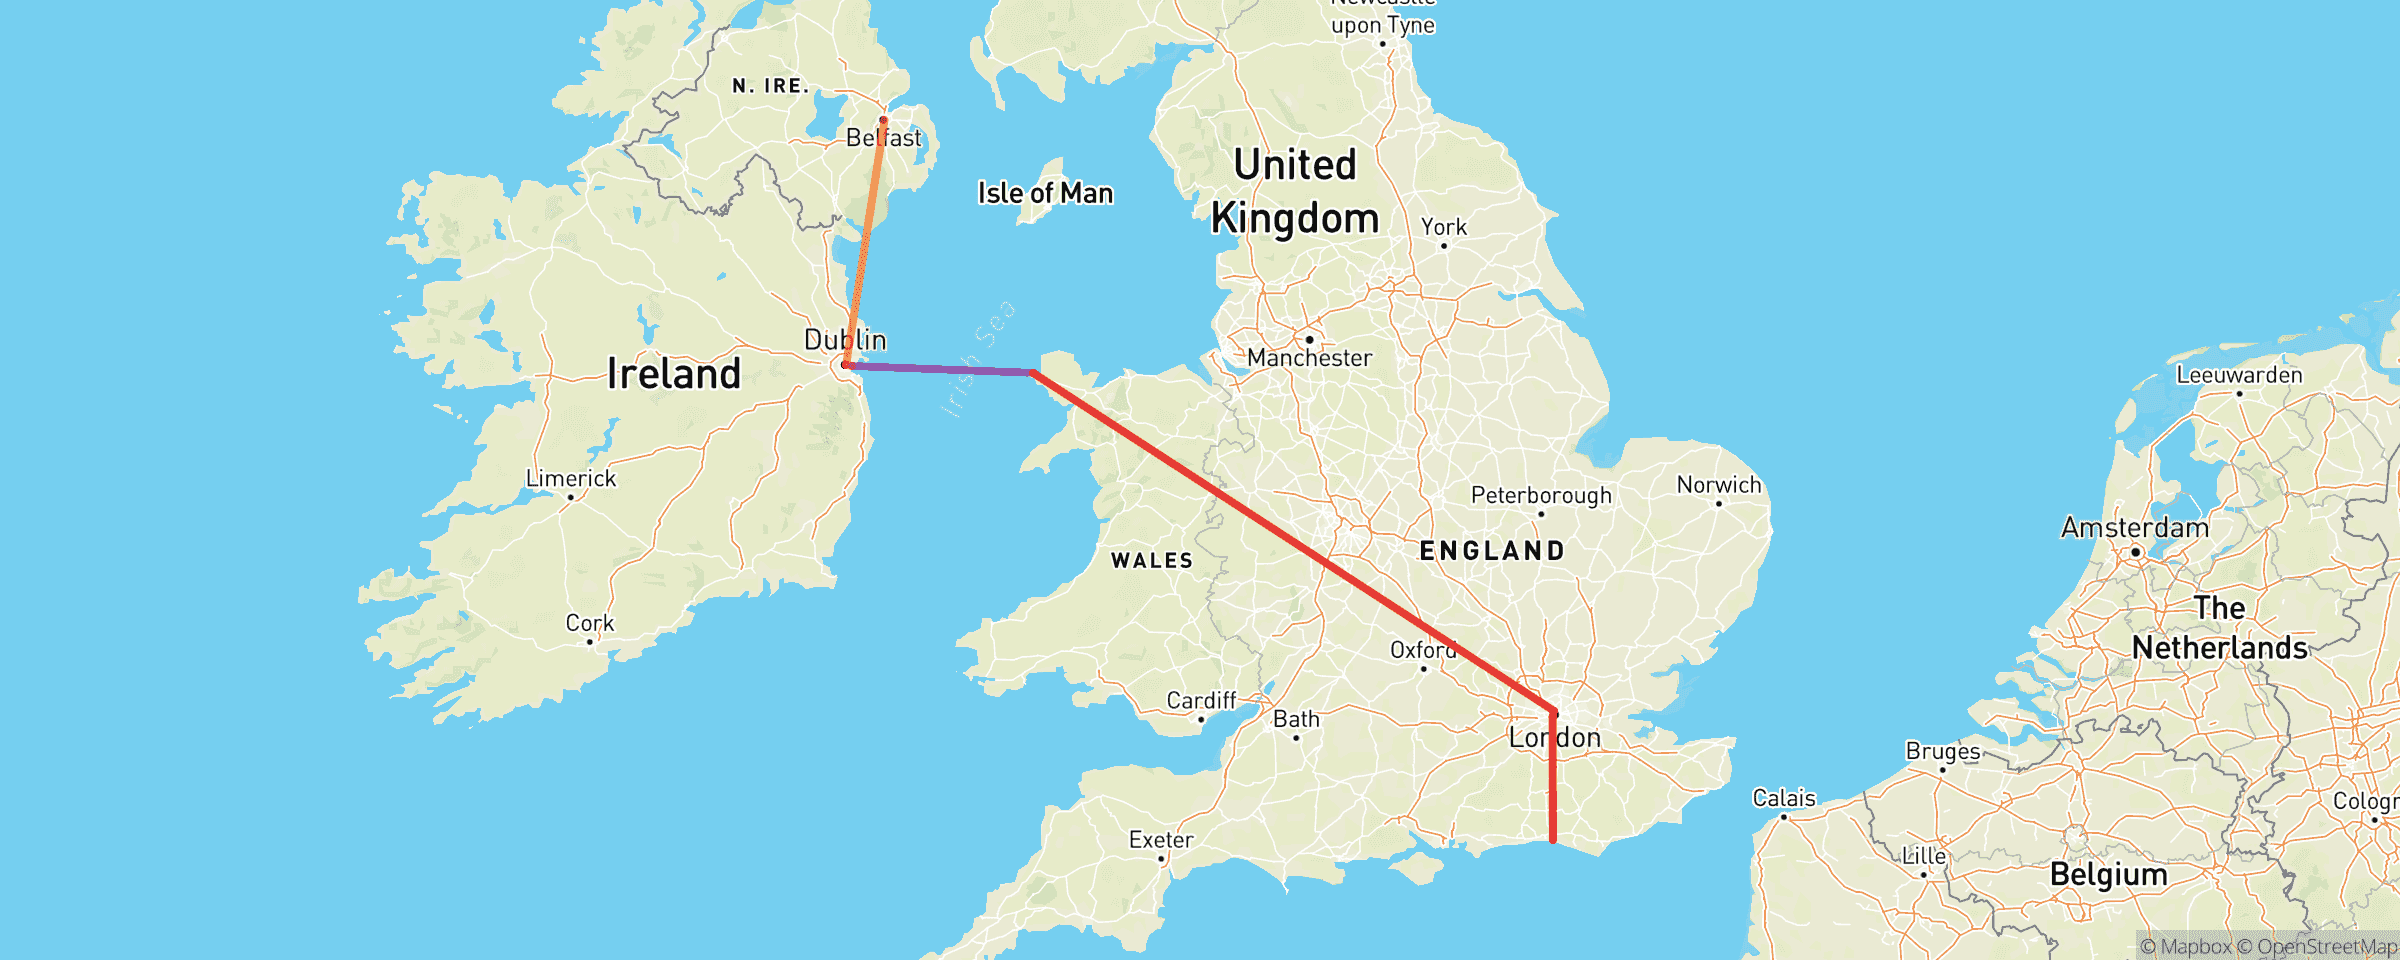 Newcastle
upon Tyne
N. IRE.
Belfast
United
Kingdom
Isle of Man
York
Dublin
Irish Sea
Manchester
Ireland
Leeuwarden
Limerick
Peterborough
Norwich
Amsterdam
ENGLAND
WALES
The
Netherlands
Cork
Oxford
Cardiff
Bath
London
Bruges
Calais
Cologn
Exeter
Lille
Belgium
© Mapbox © OpenStreetMap